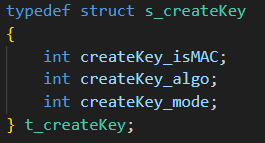 typedef struct s_createKey
{
    int createKey_isMAC;
    int createKey_algo;
    int createKey_mode;
} t_createKey;